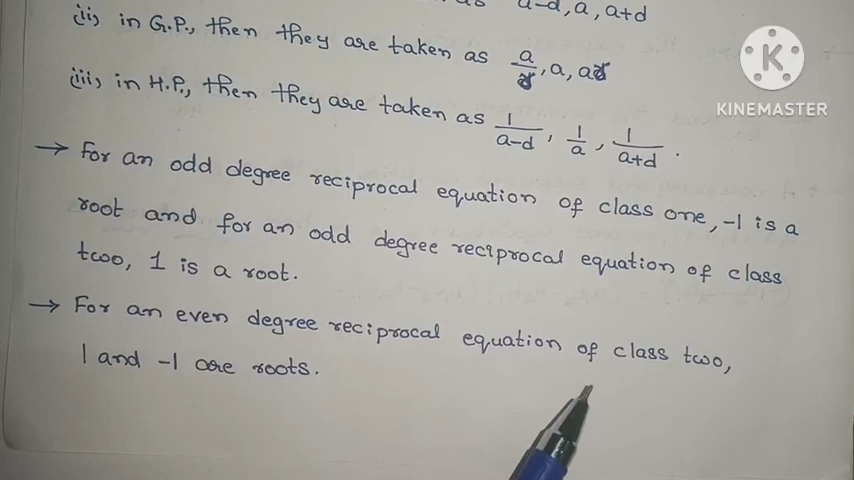 as a-d, a, a+d
(ii) in G.P., then they are taken as a/r, a, ar
(iii) in H.P., then they are taken as 1/(a-d), 1/a, 1/(a+d).
→ For an odd degree reciprocal equation of class one, -1 is a
root and for an odd degree reciprocal equation of class
two, 1 is a root.
→ For an even degree reciprocal equation of class two,
1 and -1 are roots.
K
KINEMASTER